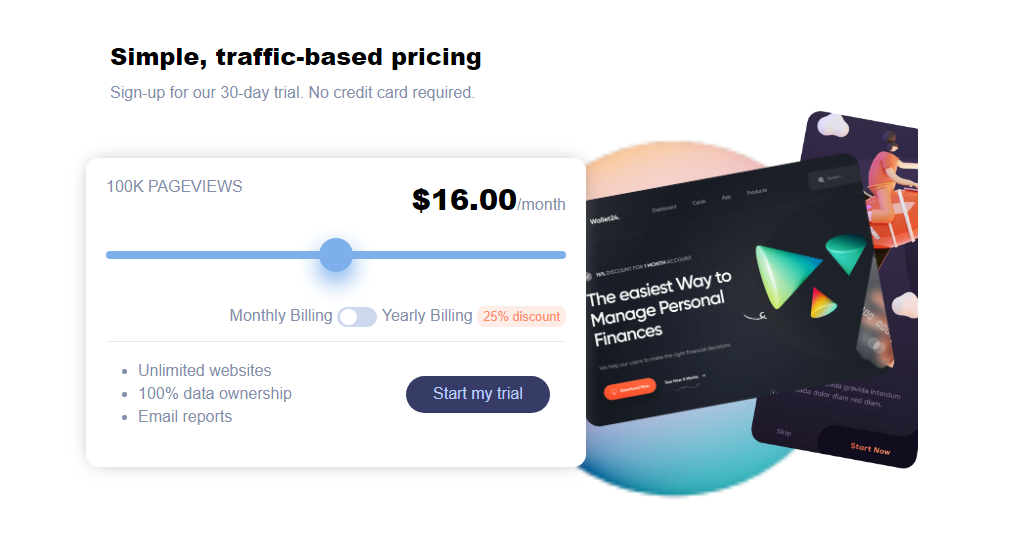 Simple, traffic-based pricing
Sign-up for our 30-day trial. No credit card required.
100K PAGEVIEWS
$16.00/month
Monthly Billing Yearly Billing 25% discount
Unlimited websites
100% data ownership
Email reports
Start my trial
Wallet24.
Dashboard Cards App Products
Search...
DISCOUNT FOR 1 MONTH ACCOUNT
The easiest Way to
Manage Personal
Finances
We help our users to make the right financial decisions
Download Now
See How It Works
gravida interdum
dolor diam nisl diam.
Skip
Start Now